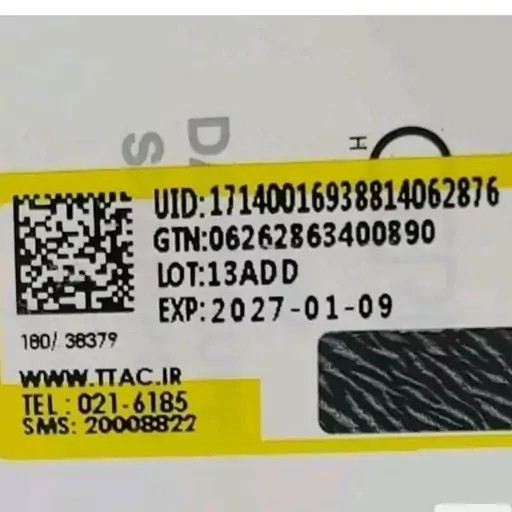 UID:17140016938814062876
GTN:06262863400890
LOT:13ADD
EXP:2027-01-09
180/ 38379
WWW.TTAC.IR
TEL : 021-6185
SMS: 20008822